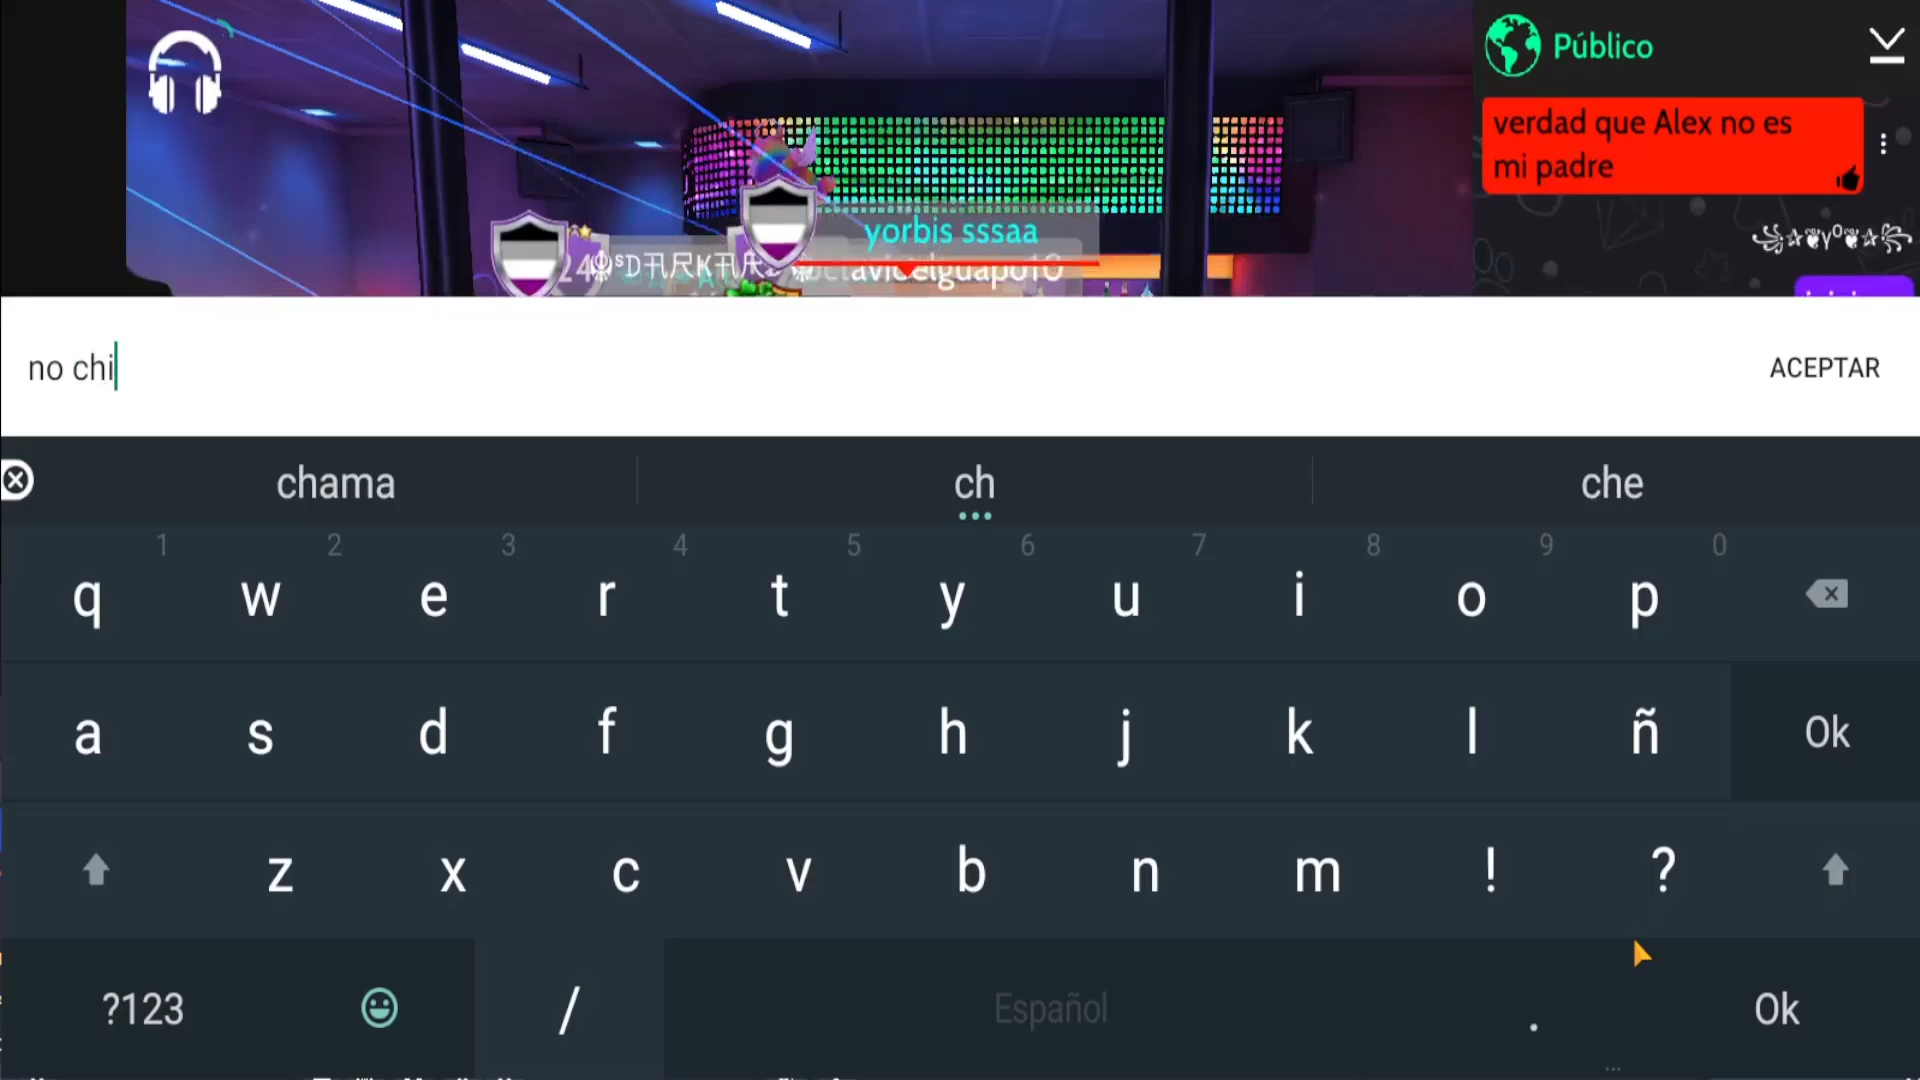 Público
verdad que Alex no es
mi padre
yorbis sssaa
no chi
ACEPTAR
chama
ch
che
1 2 3 4 5 6 7 8 9 0
q w e r t y u i o p
a s d f g h j k l ñ
Ok
z x c v b n m ! ?
?123
/
Español
.
Ok